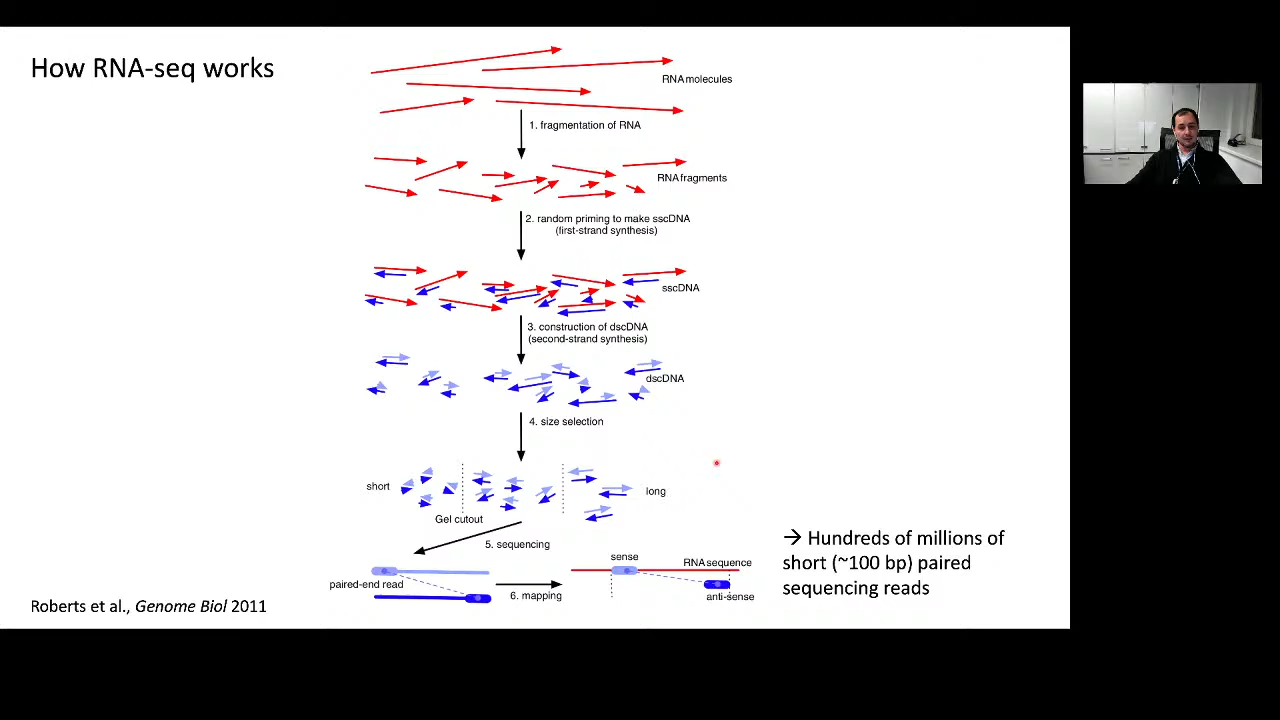 How RNA-seq works
RNA molecules
1. fragmentation of RNA
RNA fragments
2. random priming to make sscDNA
(first-strand synthesis)
sscDNA
3. construction of dscDNA
(second-strand synthesis)
dscDNA
4. size selection
short
long
Gel cutout
5. sequencing
paired-end read
6. mapping
sense
RNA sequence
anti-sense
→ Hundreds of millions of
short (~100 bp) paired
sequencing reads
Roberts et al., Genome Biol 2011